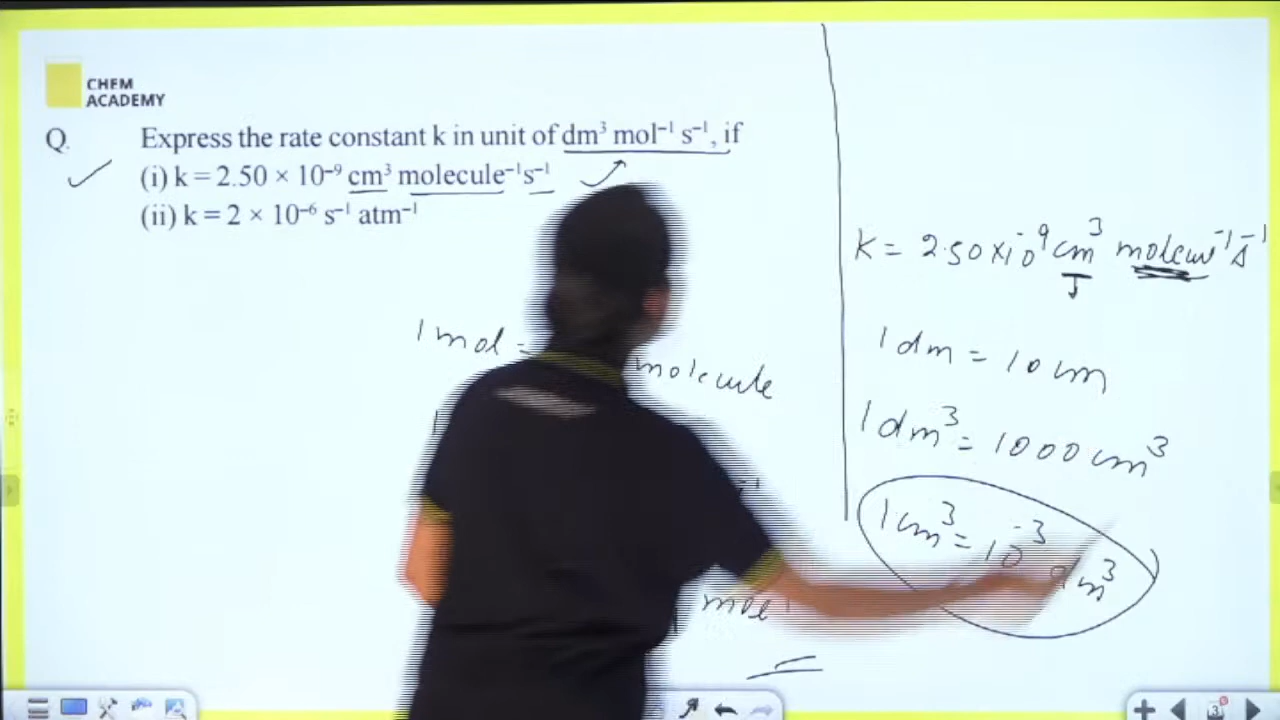 CHEM
ACADEMY
Q. Express the rate constant k in unit of dm³ mol⁻¹ s⁻¹, if
(i) k = 2.50 × 10⁻⁹ cm³ molecule⁻¹s⁻¹
(ii) k = 2 × 10⁻⁶ s⁻¹ atm⁻¹
1 mol =
molecule
mol
K = 2.50 × 10⁻⁹ cm³ s⁻¹
1 dm = 10 cm
1 dm³ = 1000 cm³
1 cm³ = 10⁻³ dm³
3